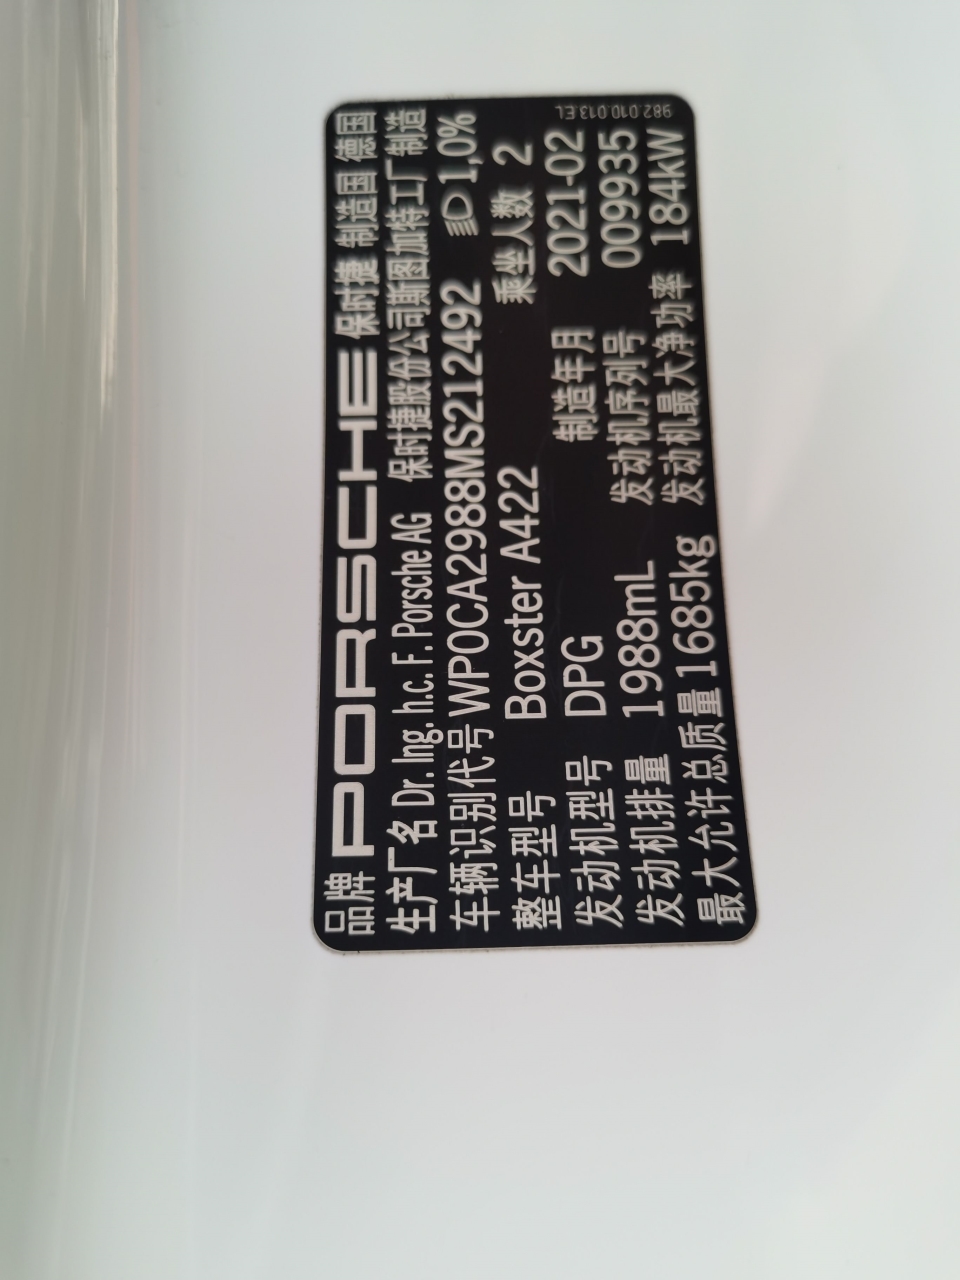 982.010.013.EL
品牌 PORSCHE 保时捷 制造国 德国
生产厂名 Dr. Ing. h.c. F. Porsche AG 保时捷股份公司斯图加特工厂制造
车辆识别代号 WP0CA2988MS212492 1,0%
整车型号 Boxster A422 乘坐人数 2
发动机型号 DPG 制造年月 2021-02
发动机排量 1988mL 发动机序列号 009935
最大允许总质量 1685kg 发动机最大净功率 184kW